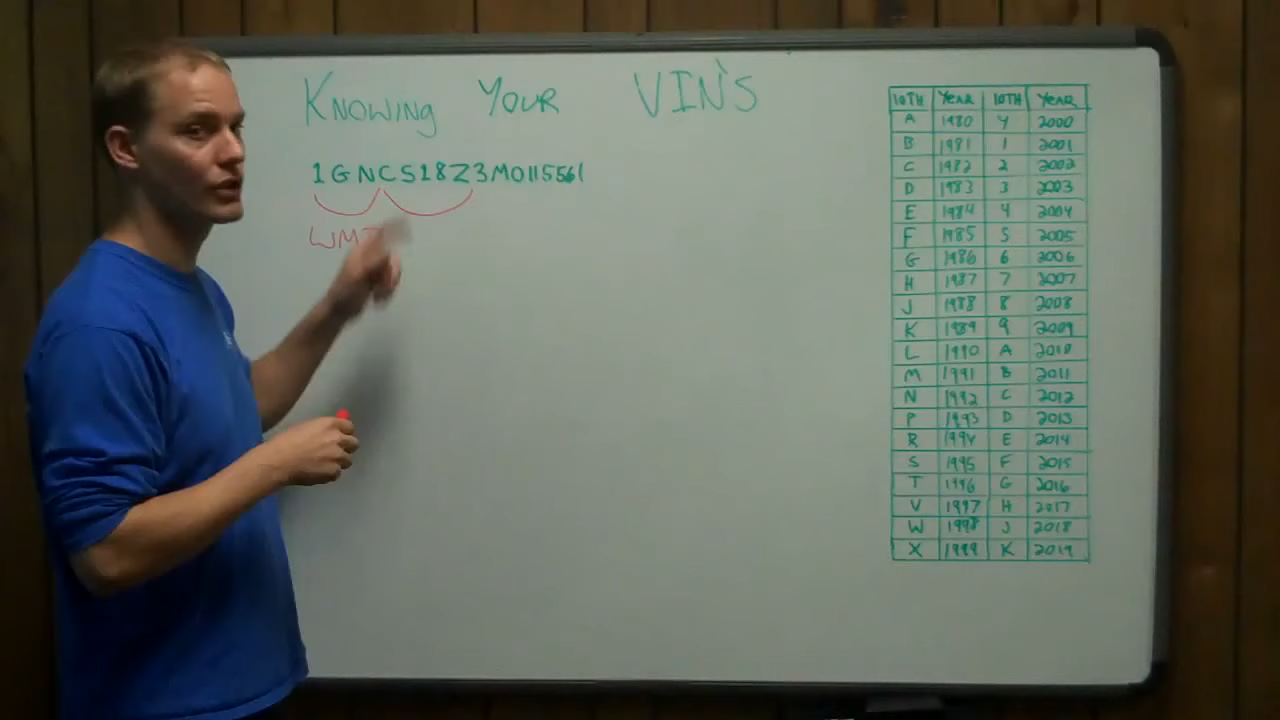 KNOWING YOUR VIN'S
1GNCS18Z3M0115561
WMI
10TH YEAR 10TH YEAR
A 1980 Y 2000
B 1981 1 2001
C 1982 2 2002
D 1983 3 2003
E 1984 4 2004
F 1985 5 2005
G 1986 6 2006
H 1987 7 2007
J 1988 8 2008
K 1989 9 2009
L 1990 A 2010
M 1991 B 2011
N 1992 C 2012
P 1993 D 2013
R 1994 E 2014
S 1995 F 2015
T 1996 G 2016
V 1997 H 2017
W 1998 J 2018
X 1999 K 2019